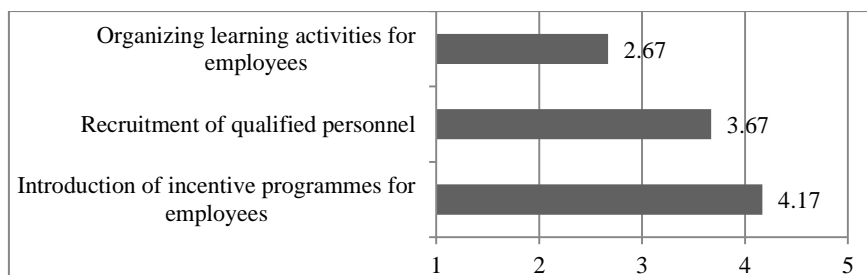 Organizing learning activities for
employees
2.67
Recruitment of qualified personnel
3.67
Introduction of incentive programmes for
employees
4.17
1 2 3 4 5